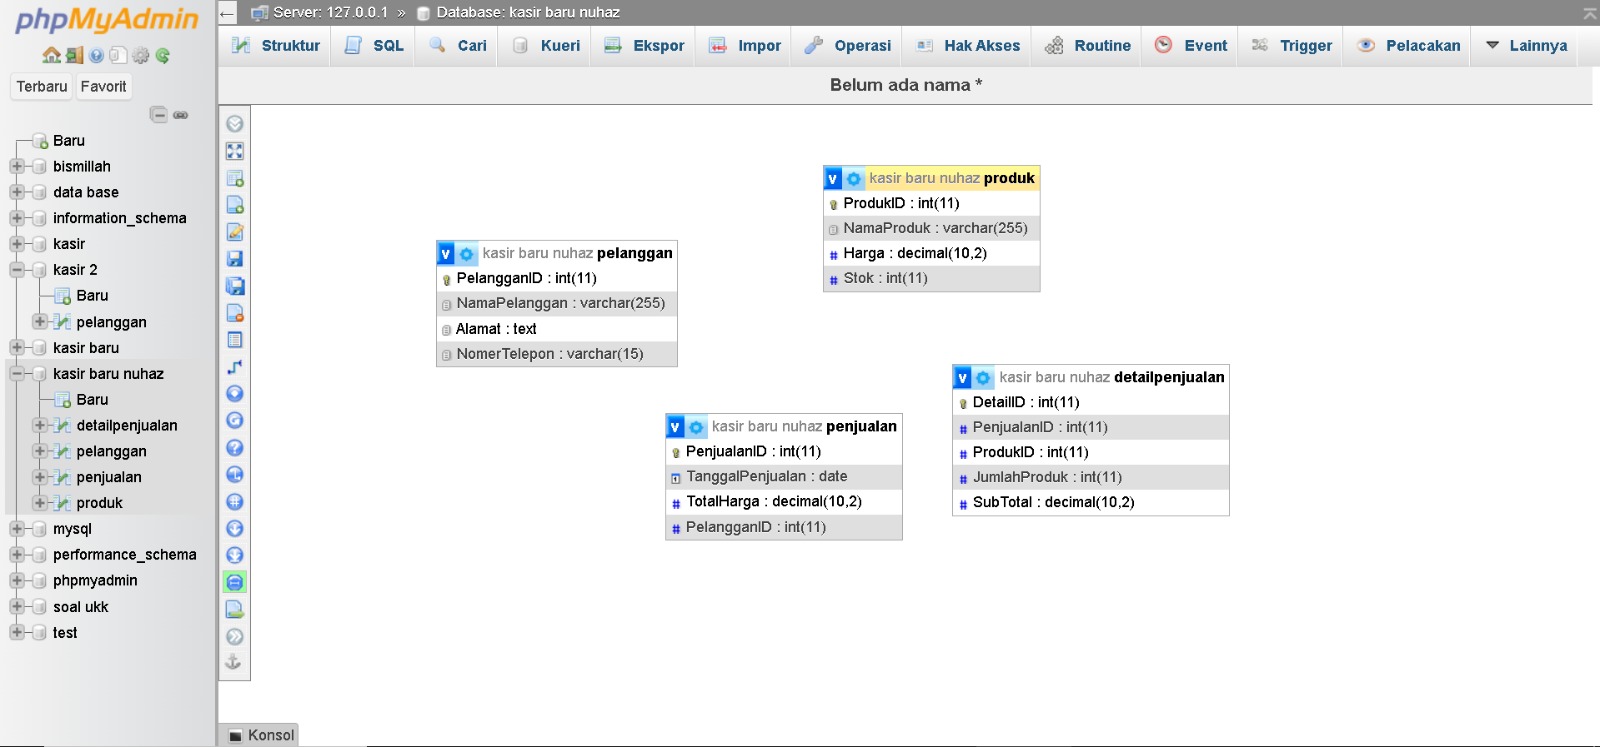 phpMyAdmin
Terbaru Favorit
Baru
bismillah
data base
information_schema
kasir
kasir 2
Baru
pelanggan
kasir baru
kasir baru nuhaz
Baru
detailpenjualan
pelanggan
penjualan
produk
mysql
performance_schema
phpmyadmin
soal ukk
test
Server: 127.0.0.1 » Database: kasir baru nuhaz
Struktur SQL Cari Kueri Ekspor Impor Operasi Hak Akses Routine Event Trigger Pelacakan Lainnya
Belum ada nama *
v kasir baru nuhaz produk
ProdukID : int(11)
NamaProduk : varchar(255)
# Harga : decimal(10,2)
# Stok : int(11)
v kasir baru nuhaz pelanggan
PelangganID : int(11)
NamaPelanggan : varchar(255)
Alamat : text
NomerTelepon : varchar(15)
v kasir baru nuhaz detailpenjualan
DetailID : int(11)
# PenjualanID : int(11)
# ProdukID : int(11)
# JumlahProduk : int(11)
# SubTotal : decimal(10,2)
v kasir baru nuhaz penjualan
PenjualanID : int(11)
TanggalPenjualan : date
# TotalHarga : decimal(10,2)
# PelangganID : int(11)
Konsol